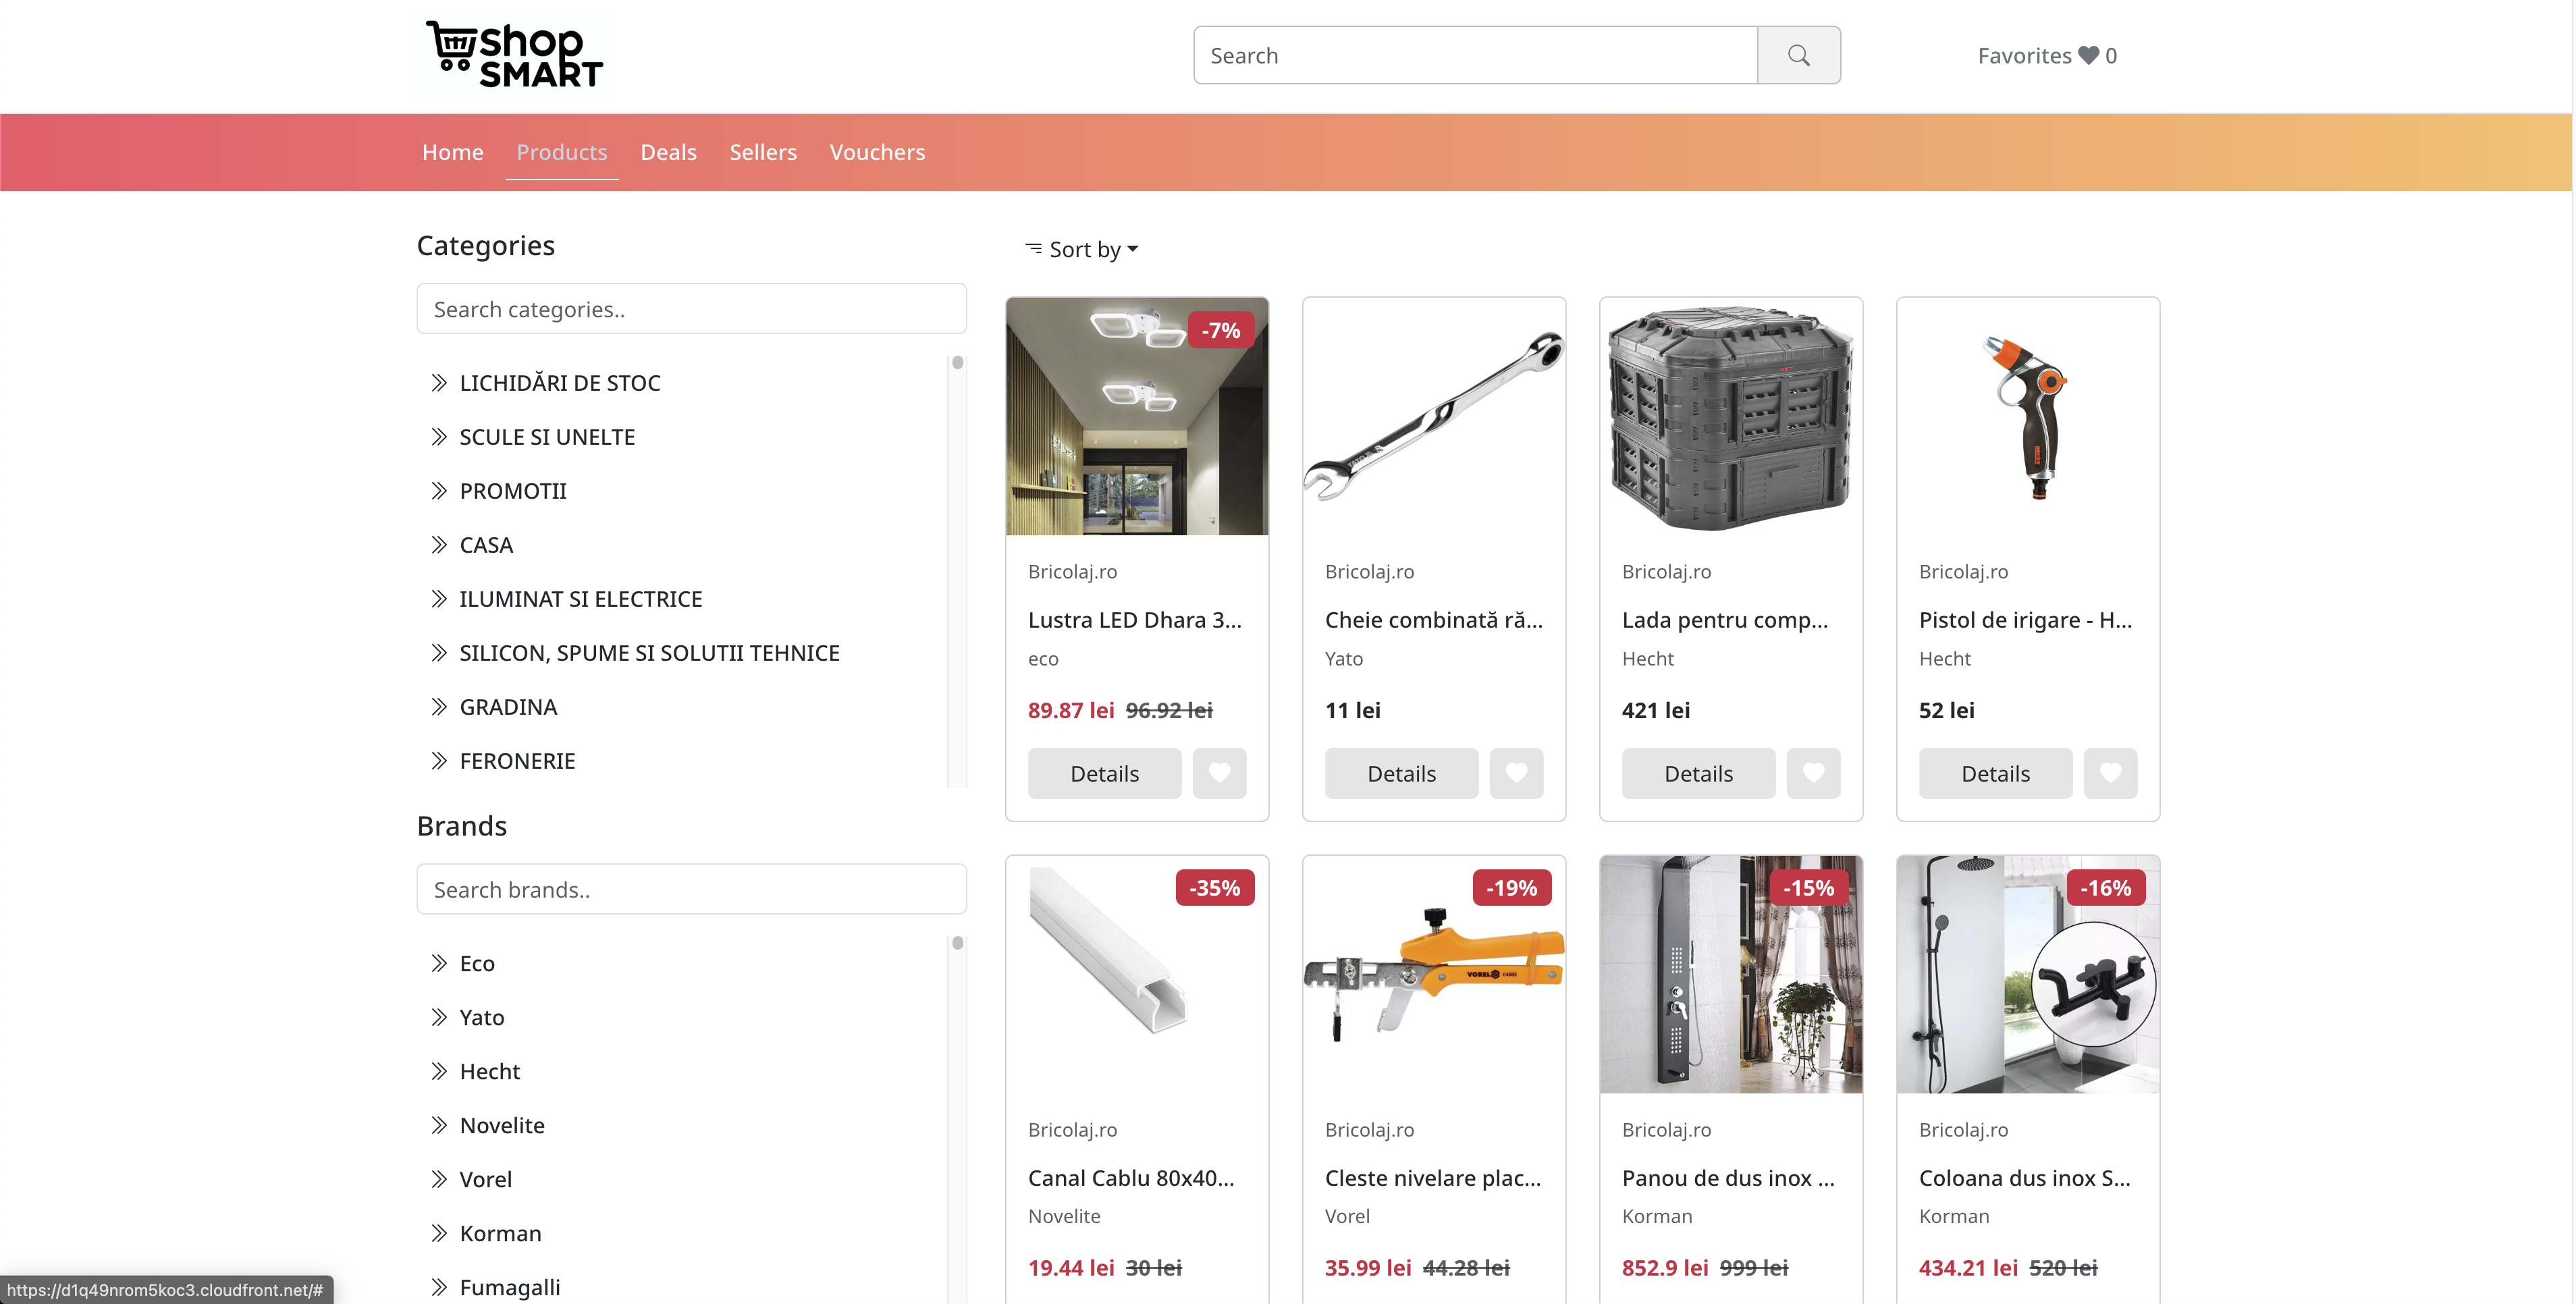 Shop
SMART
Search
Favorites 0
Home Products Deals Sellers Vouchers
Categories
Search categories..
LICHIDĂRI DE STOC
SCULE SI UNELTE
PROMOTII
CASA
ILUMINAT SI ELECTRICE
SILICON, SPUME SI SOLUTII TEHNICE
GRADINA
FERONERIE
Brands
Search brands..
Eco
Yato
Hecht
Novelite
Vorel
Korman
Fumagalli
Sort by
-7%
Bricolaj.ro
Lustra LED Dhara 3...
eco
89.87 lei 96.92 lei
Details
Bricolaj.ro
Cheie combinată ră...
Yato
11 lei
Details
Bricolaj.ro
Lada pentru comp...
Hecht
421 lei
Details
Bricolaj.ro
Pistol de irigare - H...
Hecht
52 lei
Details
-35%
Bricolaj.ro
Canal Cablu 80x40...
Novelite
19.44 lei 30 lei
-19%
VOREL
Bricolaj.ro
Cleste nivelare plac...
Vorel
35.99 lei 44.28 lei
-15%
Bricolaj.ro
Panou de dus inox ...
Korman
852.9 lei 999 lei
-16%
Bricolaj.ro
Coloana dus inox S...
Korman
434.21 lei 520 lei
https://d1q49nrom5koc3.cloudfront.net/#